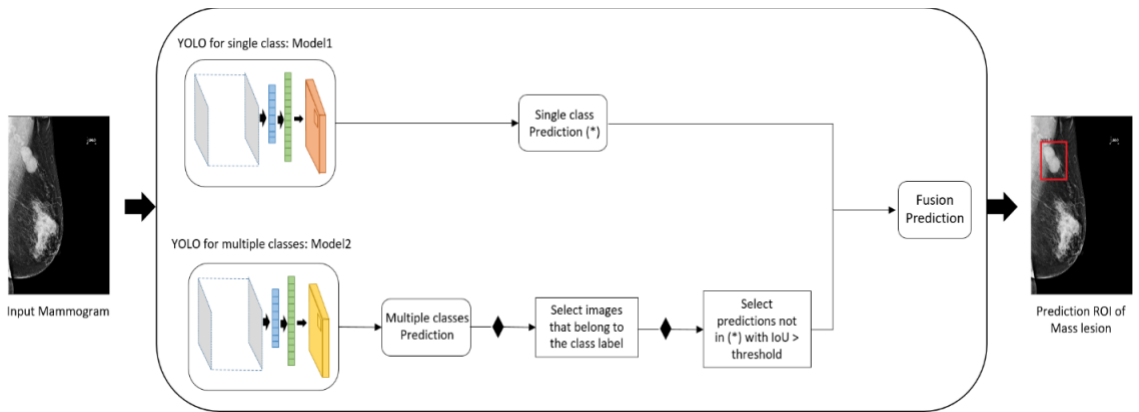 YOLO for single class: Model1
Single class
Prediction (*)
Fusion
Prediction
YOLO for multiple classes: Model2
Input Mammogram
Multiple classes
Prediction
Select images
that belong to
the class label
Select
predictions not
in (*) with IoU >
threshold
Prediction ROI of
Mass lesion